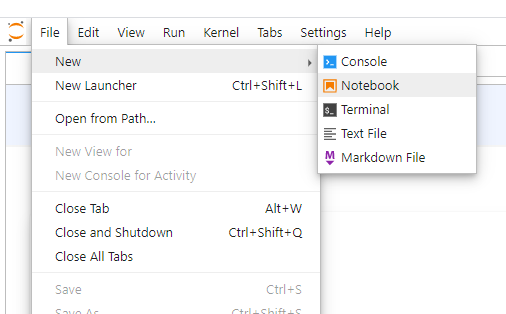 File Edit View Run Kernel Tabs Settings Help
New
New Launcher Ctrl+Shift+L
Open from Path...
New View for
New Console for Activity
Close Tab Alt+W
Close and Shutdown Ctrl+Shift+Q
Close All Tabs
Save Ctrl+S
Save As Ctrl+Shift+S
Console
Notebook
$_ Terminal
Text File
M Markdown File